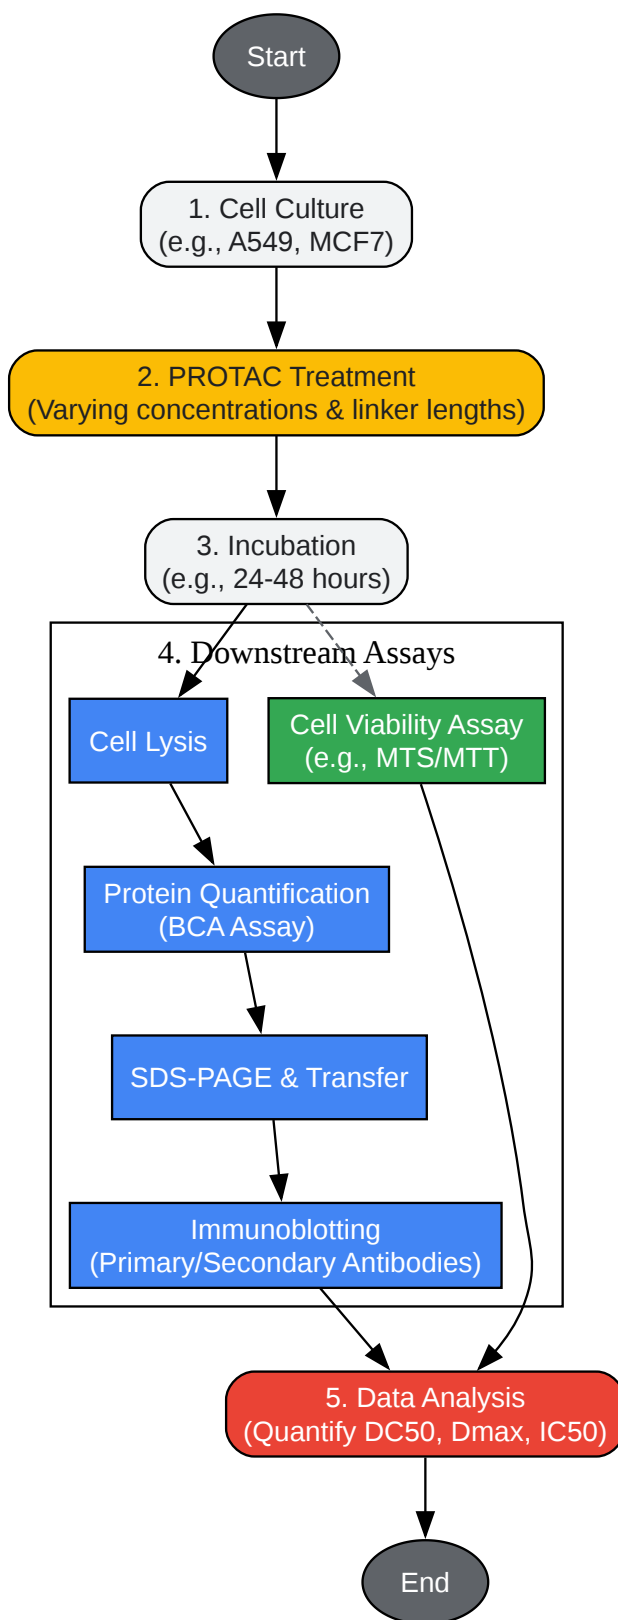 Start
1. Cell Culture
(e.g., A549, MCF7)
2. PROTAC Treatment
(Varying concentrations & linker lengths)
3. Incubation
(e.g., 24-48 hours)
4. Downstream Assays
Cell Lysis
Cell Viability Assay
(e.g., MTS/MTT)
Protein Quantification
(BCA Assay)
SDS-PAGE & Transfer
Immunoblotting
(Primary/Secondary Antibodies)
5. Data Analysis
(Quantify DC50, Dmax, IC50)
End